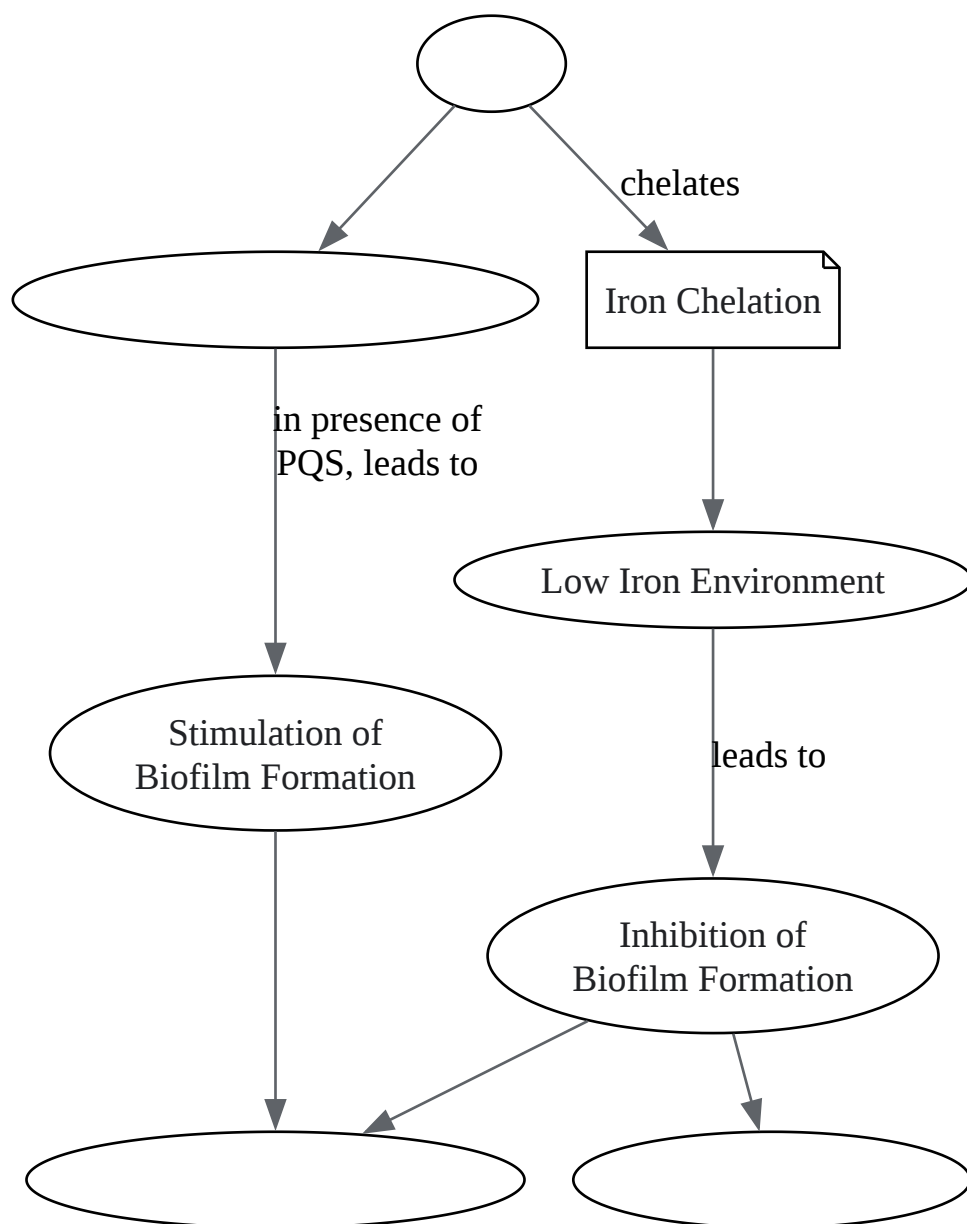 chelates
Iron Chelation
in presence of
PQS, leads to
Low Iron Environment
Stimulation of
Biofilm Formation
leads to
Inhibition of
Biofilm Formation